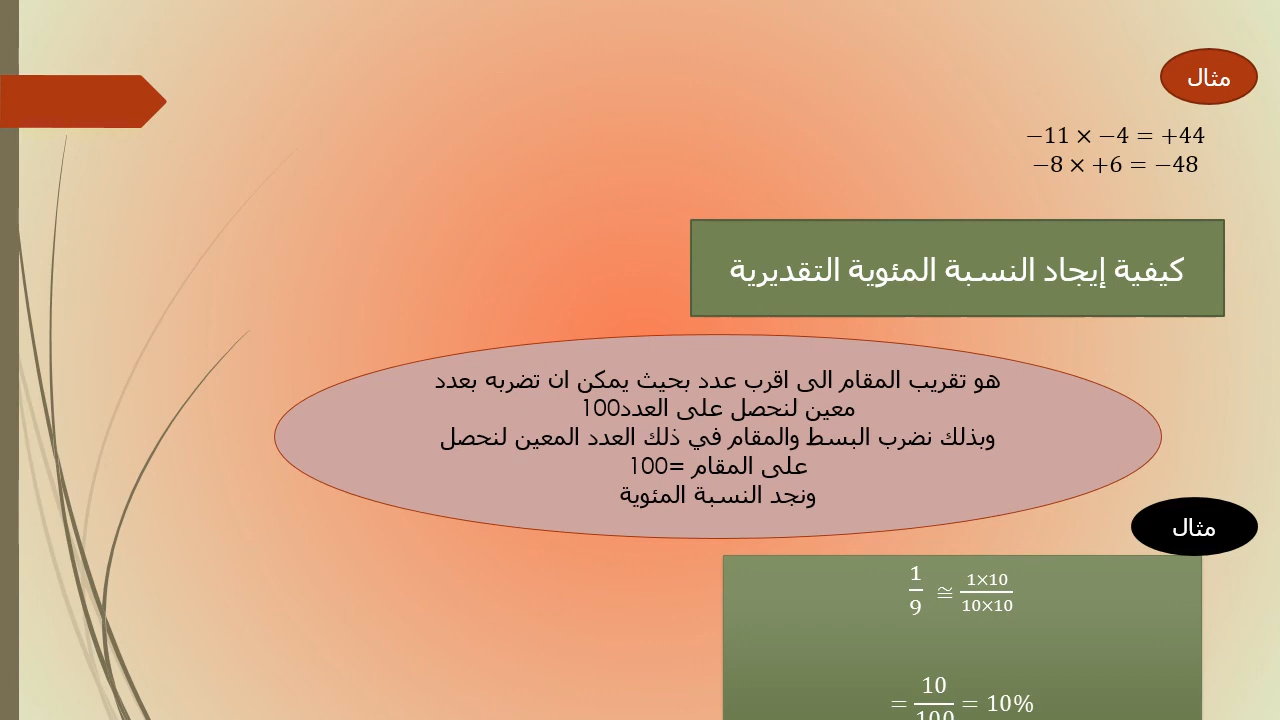 مثال
−11 × −4 = +44
−8 × +6 = −48
كيفية إيجاد النسبة المئوية التقديرية
هو تقريب المقام الى اقرب عدد بحيث يمكن ان تضربه بعدد
معين لنحصل على العدد100
وبذلك نضرب البسط والمقام في ذلك العدد المعين لنحصل
على المقام =100
ونجد النسبة المئوية
مثال
1/9 ≅ 1×10/10×10
= 10/100 = 10%